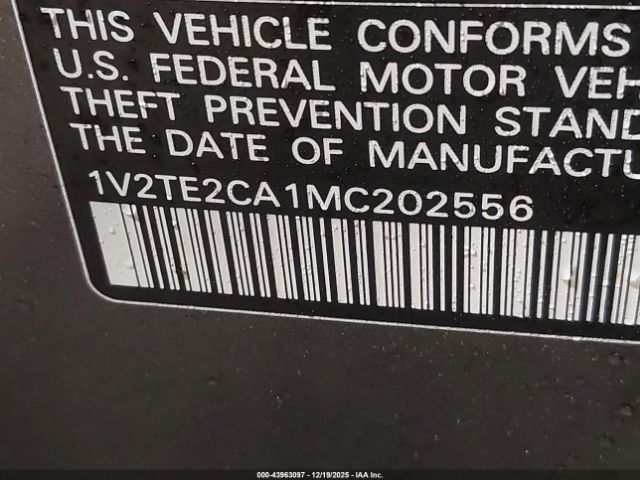 THIS VEHICLE CONFORMS
U.S. FEDERAL MOTOR VEH
THEFT PREVENTION STAND
THE DATE OF MANUFACTU
1V2TE2CA1MC202556
000-43963097 - 12/19/2025 - IAA Inc.